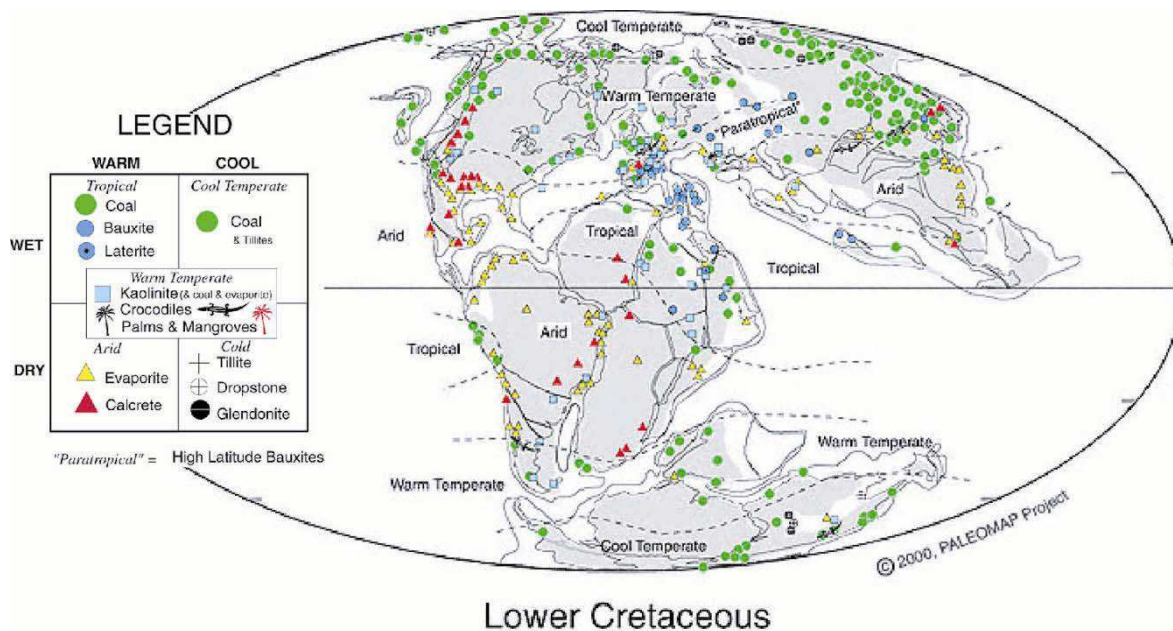 Cool Temperate
Warm Temperate
"Paratropical"
Arid
Arid
Tropical
Tropical
Arid
Tropical
Warm Temperate
Warm Temperate
Cool Temperate
LEGEND
WARM
COOL
WET
DRY
Tropical
Coal
Bauxite
Laterite
Cool Temperate
Coal
& Tillites
Warm Temperate
Kaolinite (& coal & evaporite)
Crocodiles
Palms & Mangroves
Arid
Evaporite
Calcrete
Cold
Tillite
Dropstone
Glendonite
"Paratropical" = High Latitude Bauxites
© 2000, PALEOMAP Project
Lower Cretaceous